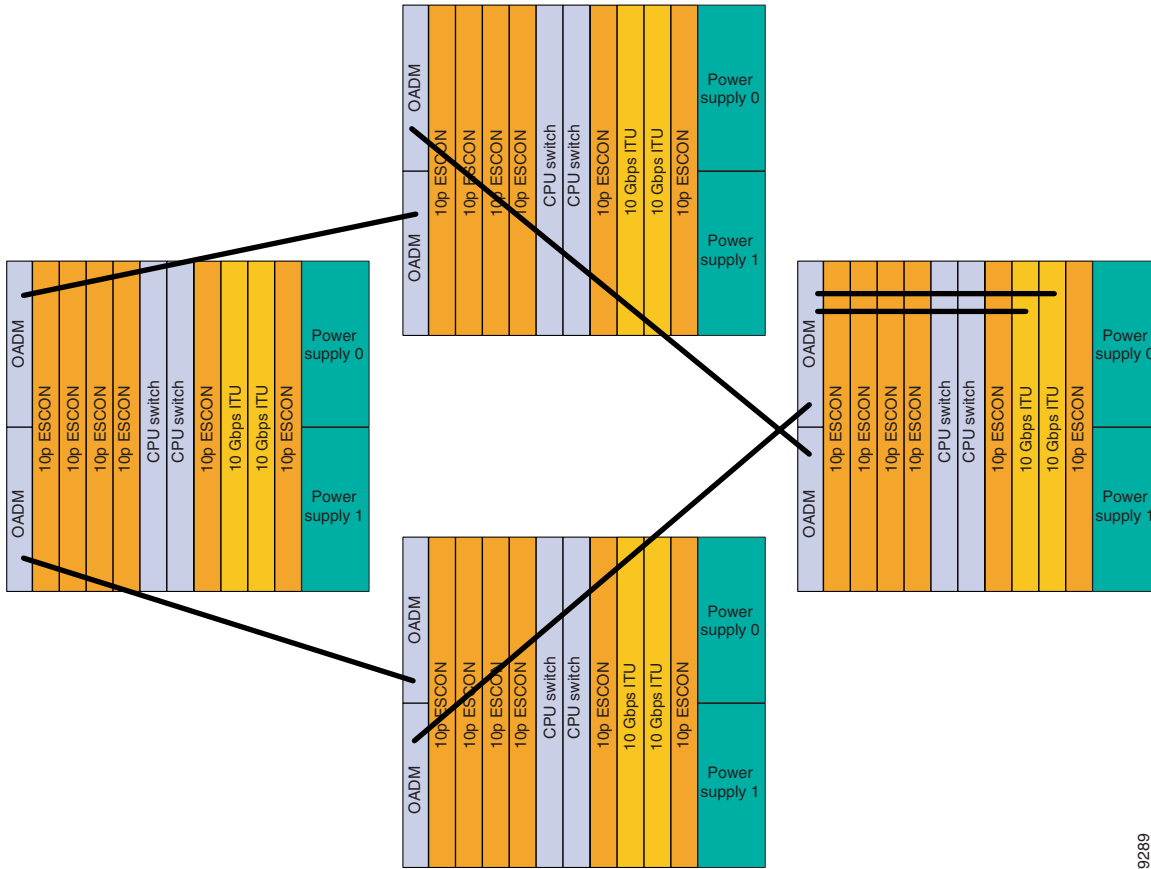 OADM
OADM
10p ESCON
10p ESCON
10p ESCON
10p ESCON
CPU switch
CPU switch
10p ESCON
10 Gbps ITU
10 Gbps ITU
10p ESCON
Power
supply 0
Power
supply 1
OADM
OADM
10p ESCON
10p ESCON
10p ESCON
10p ESCON
CPU switch
CPU switch
10p ESCON
10 Gbps ITU
10 Gbps ITU
10p ESCON
Power
supply 0
Power
supply 1
OADM
OADM
10p ESCON
10p ESCON
10p ESCON
10p ESCON
CPU switch
CPU switch
10p ESCON
10 Gbps ITU
10 Gbps ITU
10p ESCON
Power
supply 0
Power
supply 1
OADM
OADM
10p ESCON
10p ESCON
10p ESCON
10p ESCON
CPU switch
CPU switch
10p ESCON
10 Gbps ITU
10 Gbps ITU
10p ESCON
Power
supply 0
Power
supply 1
9289